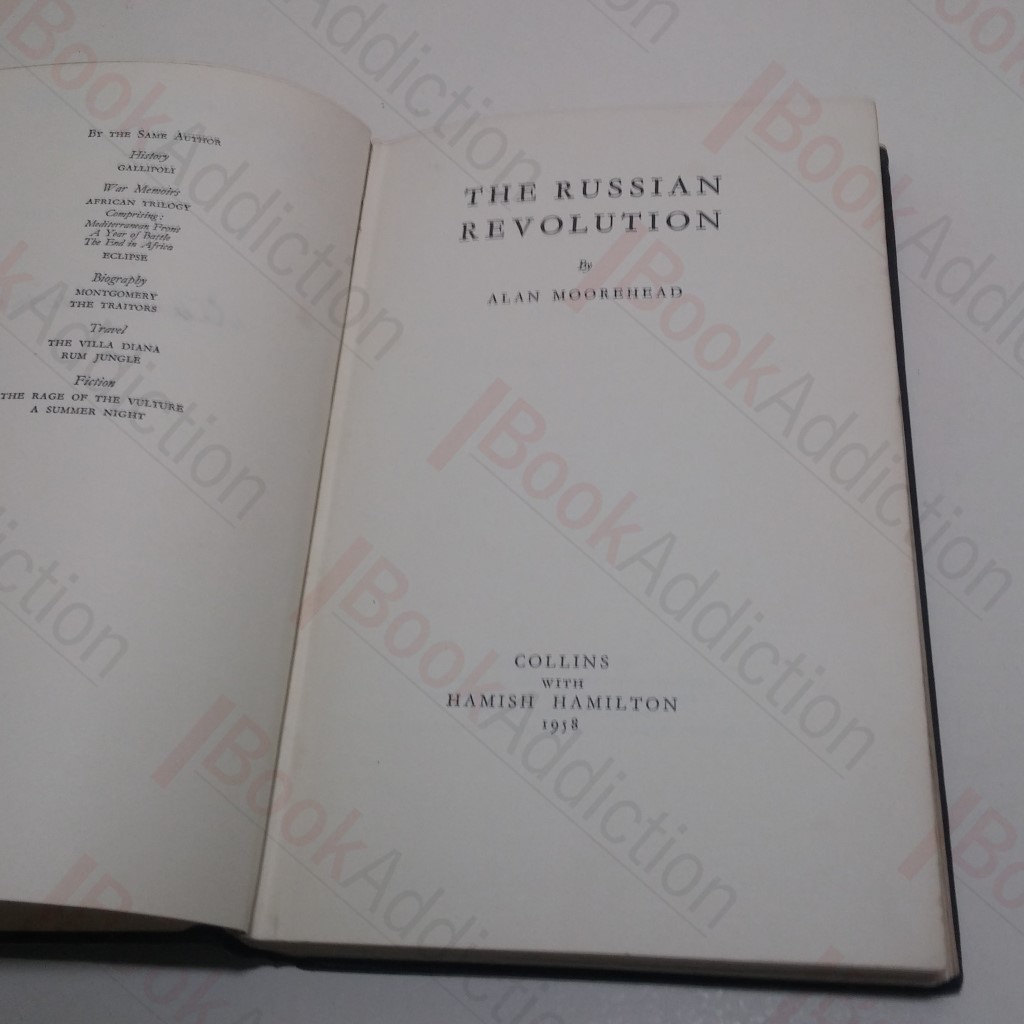 BY THE SAME AUTHOR
History
GALLIPOLI
War Memoirs
AFRICAN TRILOGY
Comprising:
Mediterranean Front
A Year of Battle
The End in Africa
ECLIPSE
Biography
MONTGOMERY
THE TRAITORS
Travel
THE VILLA DIANA
RUM JUNGLE
Fiction
THE RAGE OF THE VULTURE
A SUMMER NIGHT
THE RUSSIAN
REVOLUTION
By
ALAN MOOREHEAD
COLLINS
WITH
HAMISH HAMILTON
1958
BookAddiction